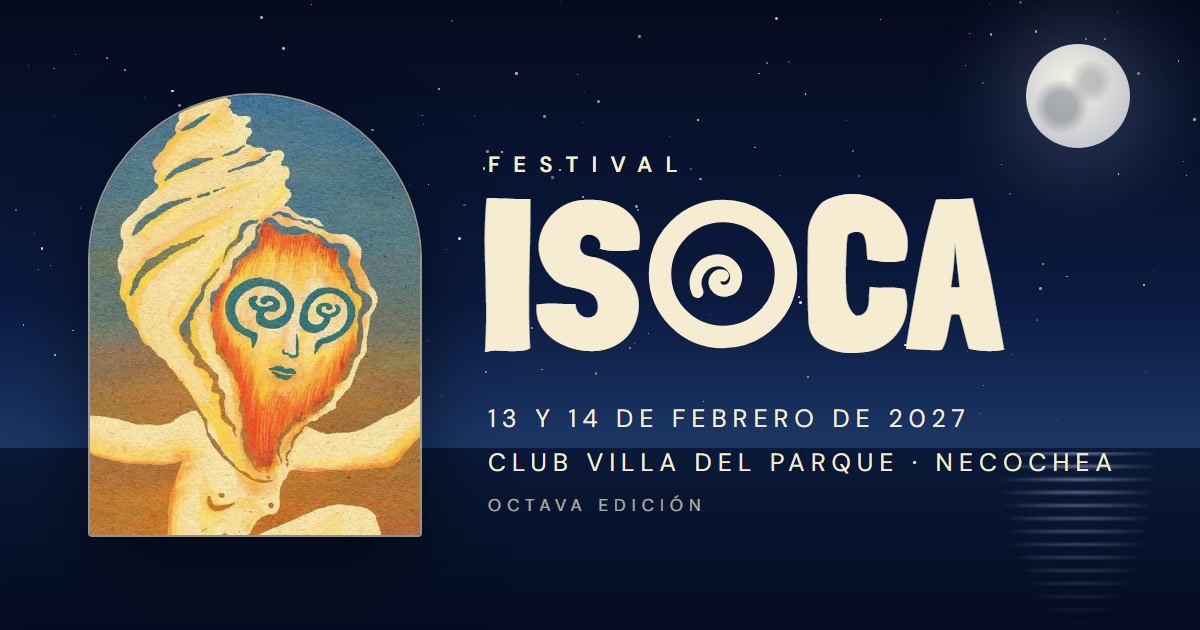 FESTIVAL
ISOCA
13 Y 14 DE FEBRERO DE 2027
CLUB VILLA DEL PARQUE · NECOCHEA
OCTAVA EDICIÓN